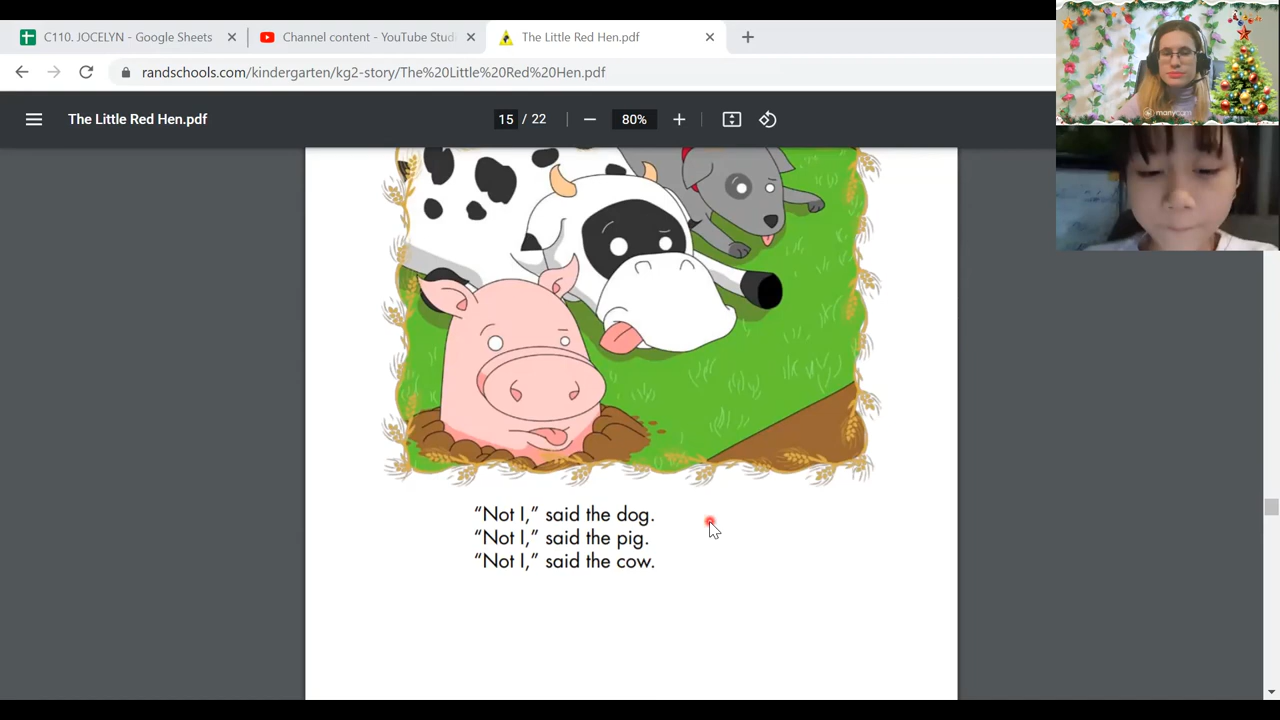 C110. JOCELYN - Google Sheets
Channel content - YouTube Studi
The Little Red Hen.pdf
randschools.com/kindergarten/kg2-story/The%20Little%20Red%20Hen.pdf
The Little Red Hen.pdf
15 / 22
80%
manycam
“Not I,” said the dog.
“Not I,” said the pig.
“Not I,” said the cow.